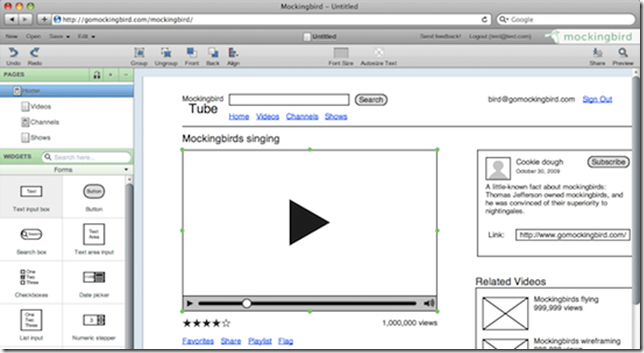 Mockingbird – Untitled
http://gomockingbird.com/mockingbird/
Google
New Open Save Edit
Untitled
Send feedback! Logout (test@test.com)
mockingbird
Undo Redo Group Ungroup Front Back Align Font Size Autosize Text Share Preview
PAGES
Home
Videos
Channels
Shows
WIDGETS
Search here...
Forms
Text
Text input box
Button
Button
Search
Search box
Text Area
Text area input
One
Two
Three
Checkboxes
Date picker
One
Two
Three
List input
3
Numeric stepper
Mockingbird
Tube
Search
bird@gomockingbird.com Sign Out
Home Videos Channels Shows
Mockingbirds singing
1,000,000 views
Favorites Share Playlist Flag
Cookie dough
Subscribe
October 30, 2009
A little-known fact about mockingbirds:
Thomas Jefferson owned mockingbirds, and
he was convinced of their superiority to
nightingales.
Link: http://www.gomockingbird.com/
Related Videos
Mockingbirds flying
999,999 views
Mockingbirds wireframing